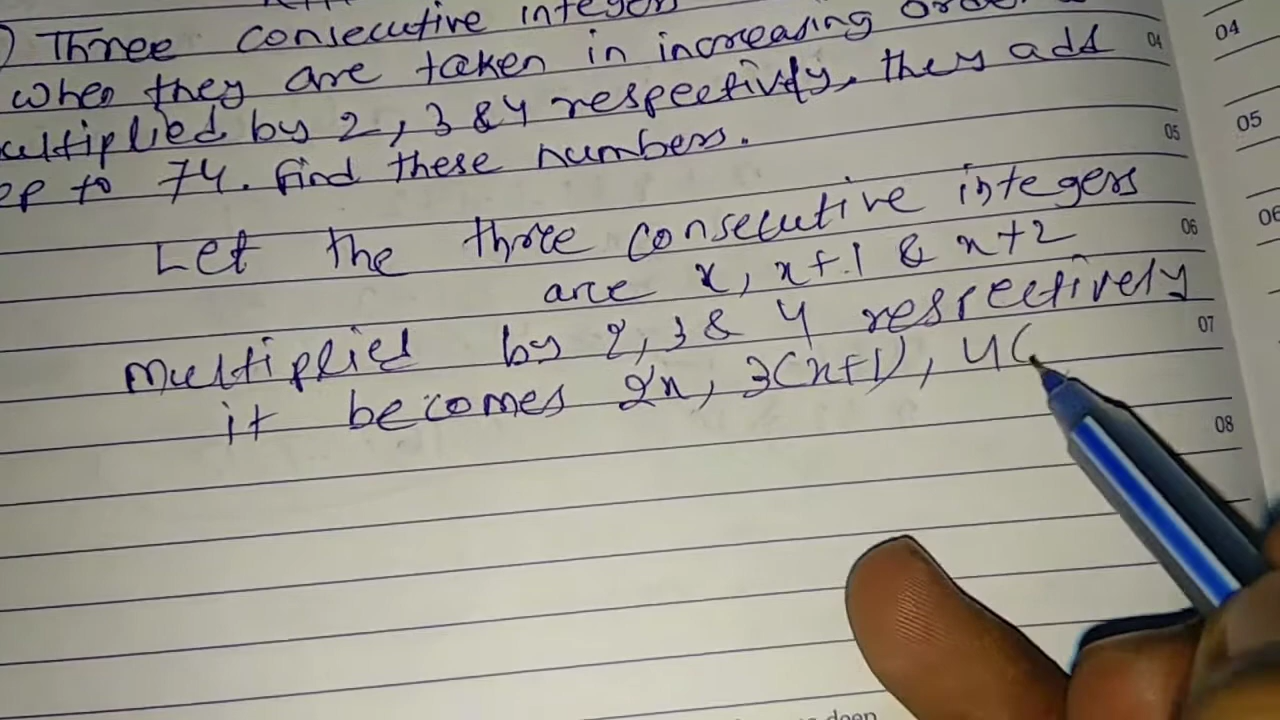 ) Three consecutive integers
when they are taken in increasing order
multiplied by 2, 3 & 4 respectively, they add
up to 74. Find these numbers.
Let the three consecutive integers
are x, x+1 & x+2
Multiplied by 2, 3 & 4 respectively
it becomes 2x, 3(x+1), 4(
04
05
06
07
08
04
05
06